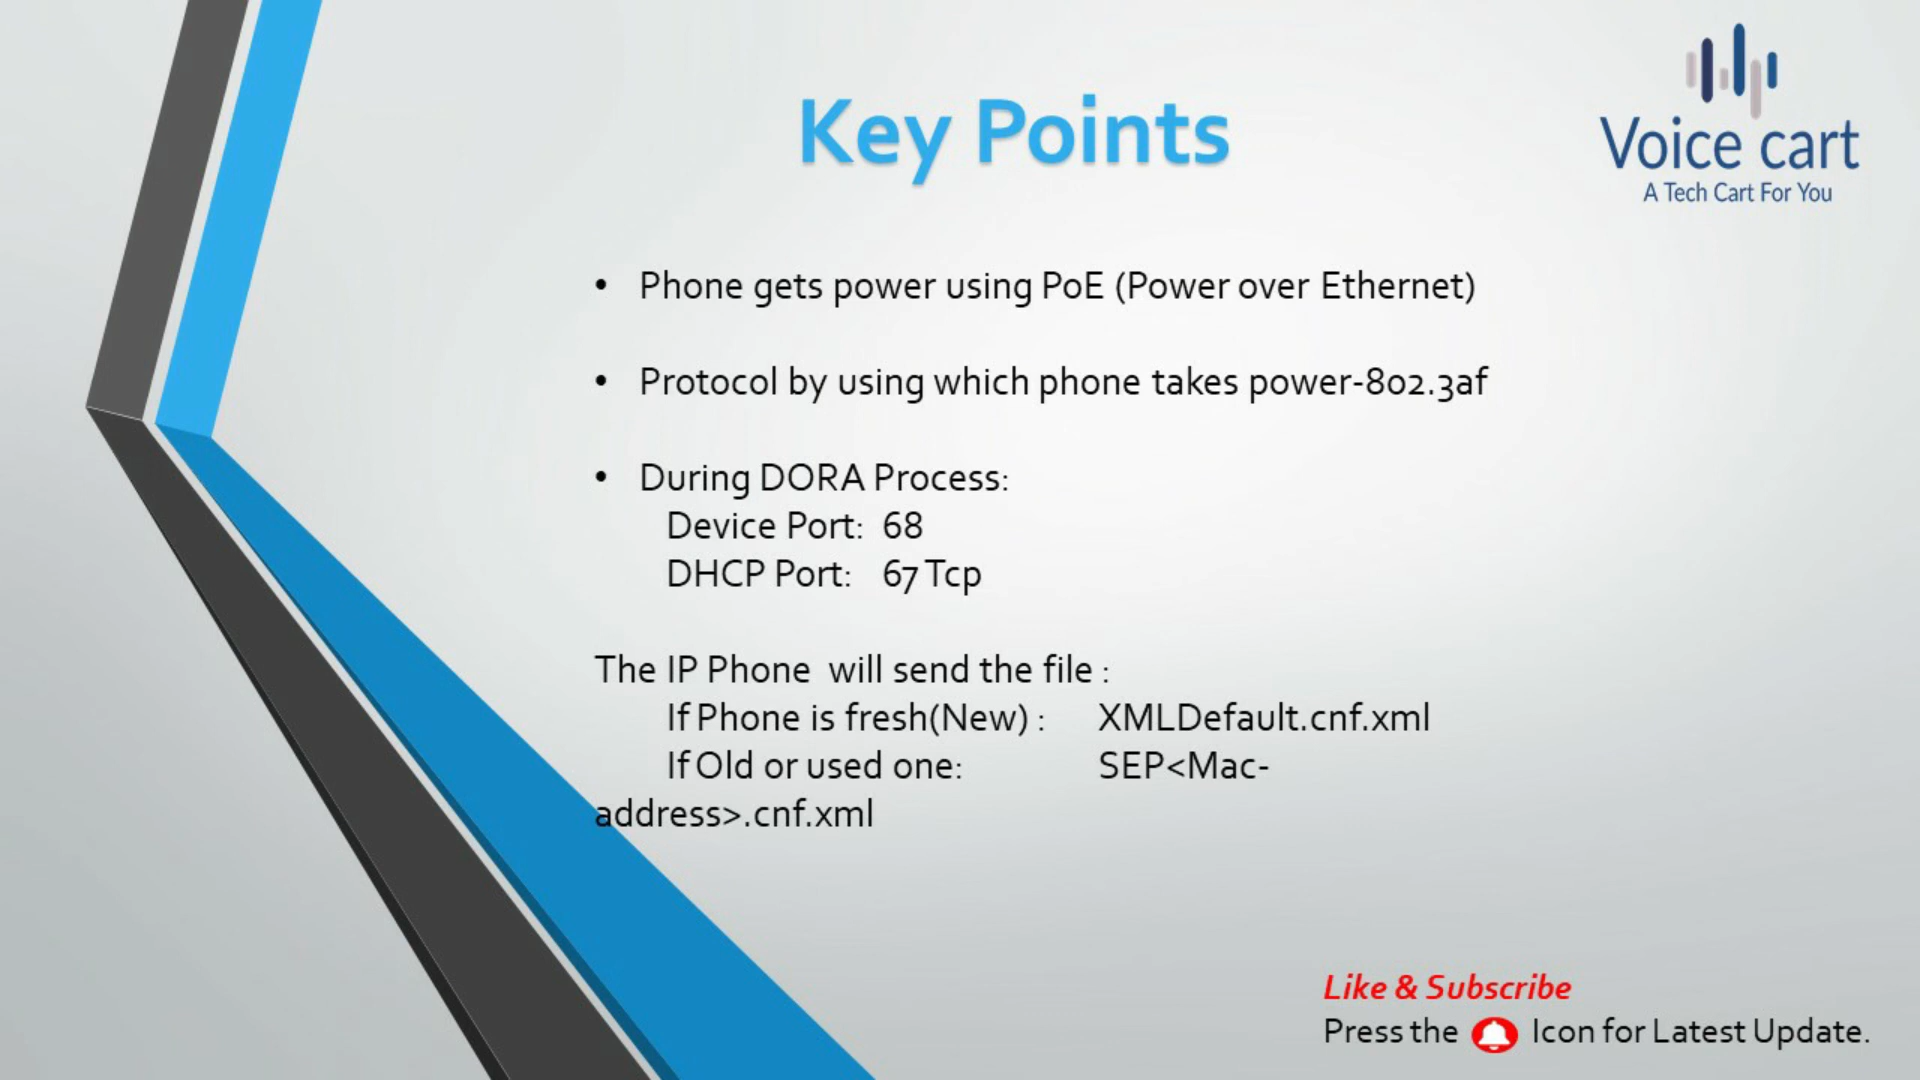 Key Points
Voice cart
A Tech Cart For You
• Phone gets power using PoE (Power over Ethernet)
• Protocol by using which phone takes power-802.3af
• During DORA Process:
Device Port: 68
DHCP Port: 67 Tcp
The IP Phone will send the file :
If Phone is fresh(New) : XMLDefault.cnf.xml
If Old or used one: SEP<Mac-
address>.cnf.xml
Like & Subscribe
Press the Icon for Latest Update.